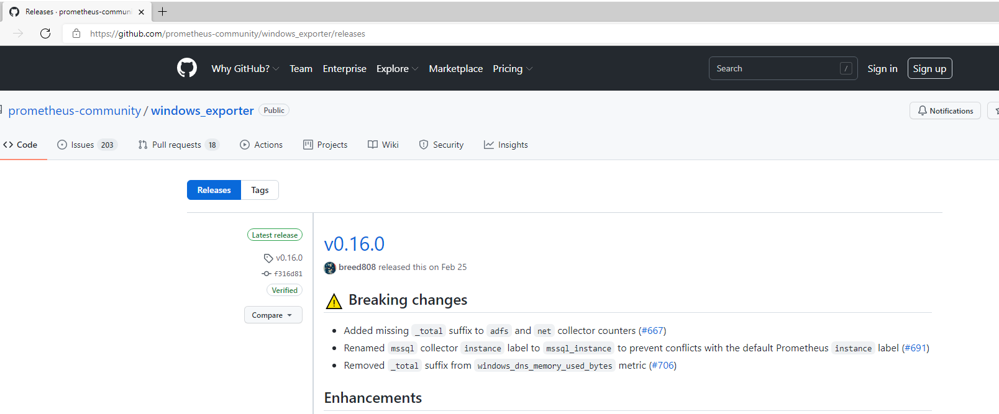 Releases · prometheus-communi
https://github.com/prometheus-community/windows_exporter/releases
Why GitHub? Team Enterprise Explore Marketplace Pricing Search / Sign in Sign up
prometheus-community / windows_exporter Public Notifications
Code Issues 203 Pull requests 18 Actions Projects Wiki Security Insights
Releases Tags
Latest release
v0.16.0
f316d81
Verified
Compare
v0.16.0
breed808 released this on Feb 25
Breaking changes
Added missing _total suffix to adfs and net collector counters (#667)
Renamed mssql collector instance label to mssql_instance to prevent conflicts with the default Prometheus instance label (#691)
Removed _total suffix from windows_dns_memory_used_bytes metric (#706)
Enhancements